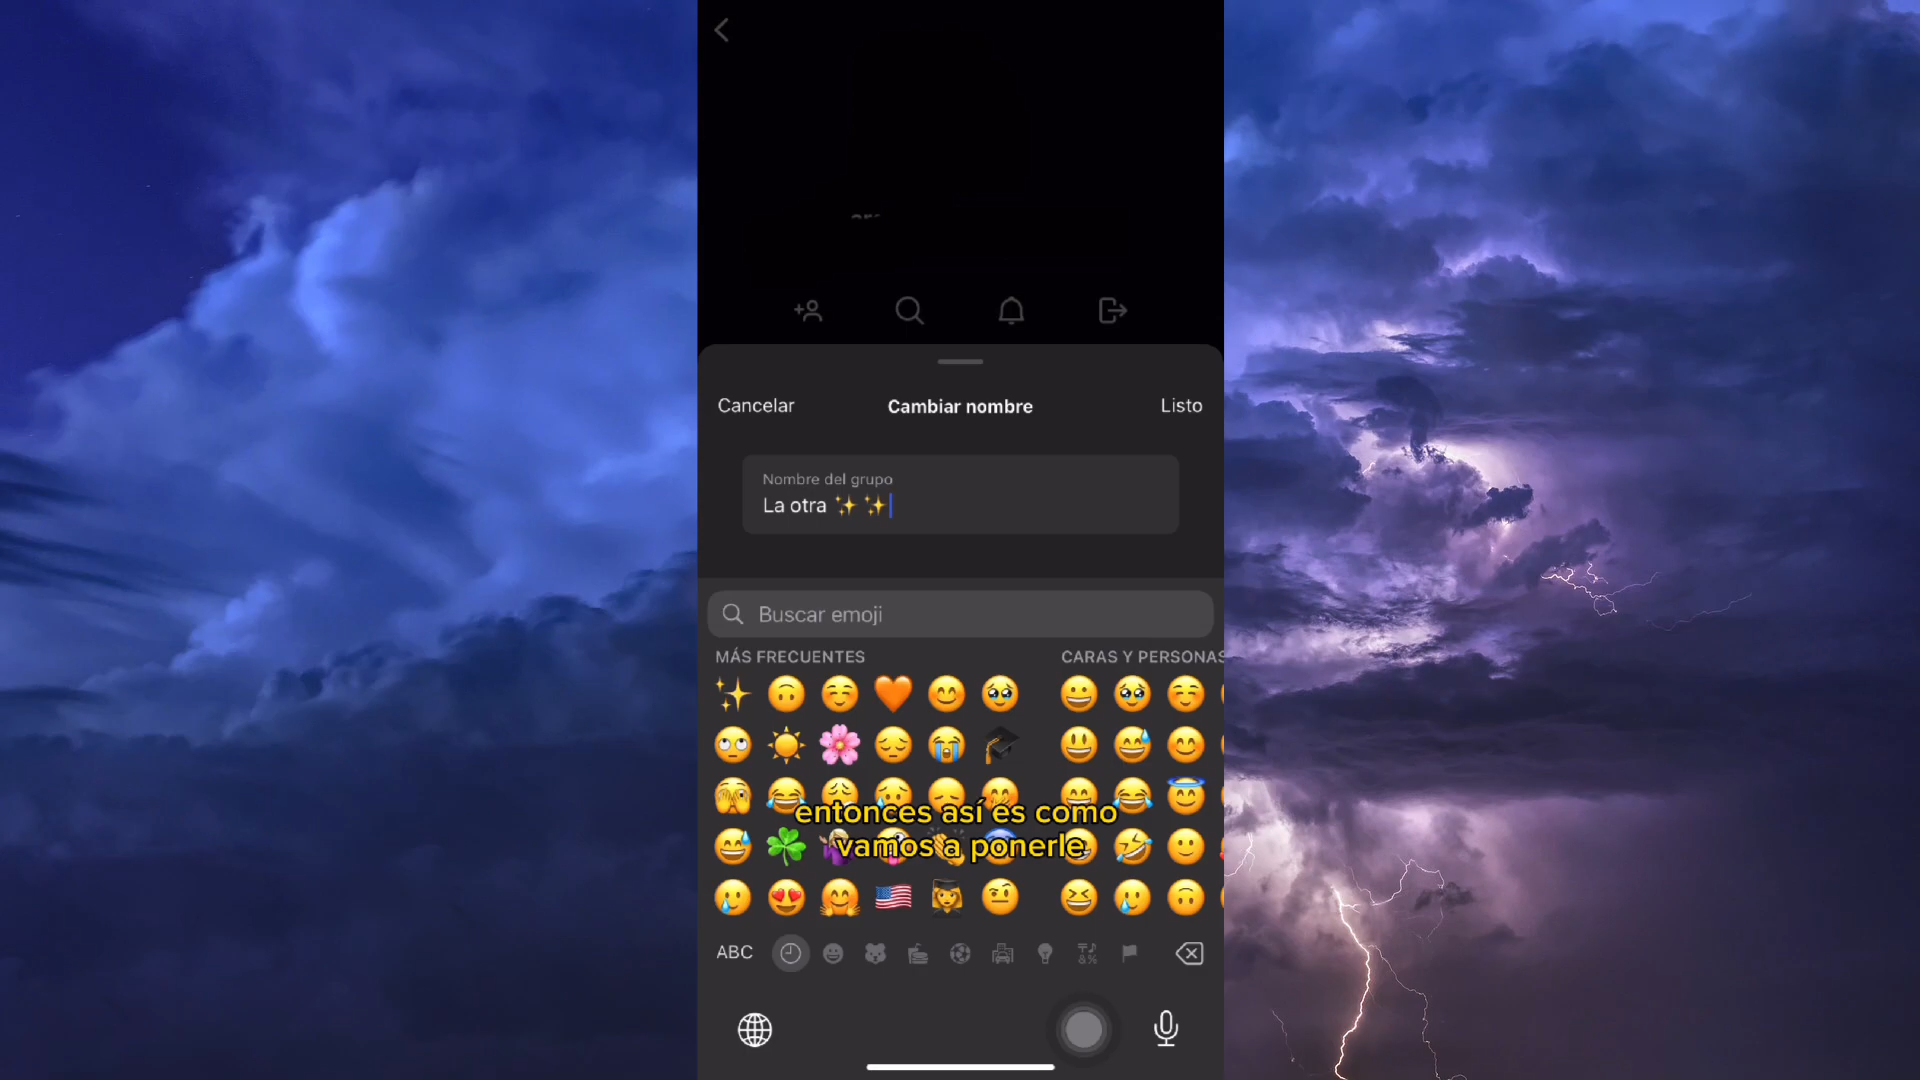 Cancelar
Cambiar nombre
Listo
Nombre del grupo
La otra ✨ ✨
Buscar emoji
MÁS FRECUENTES
CARAS Y PERSONAS
entonces así es como
vamos a ponerle
ABC